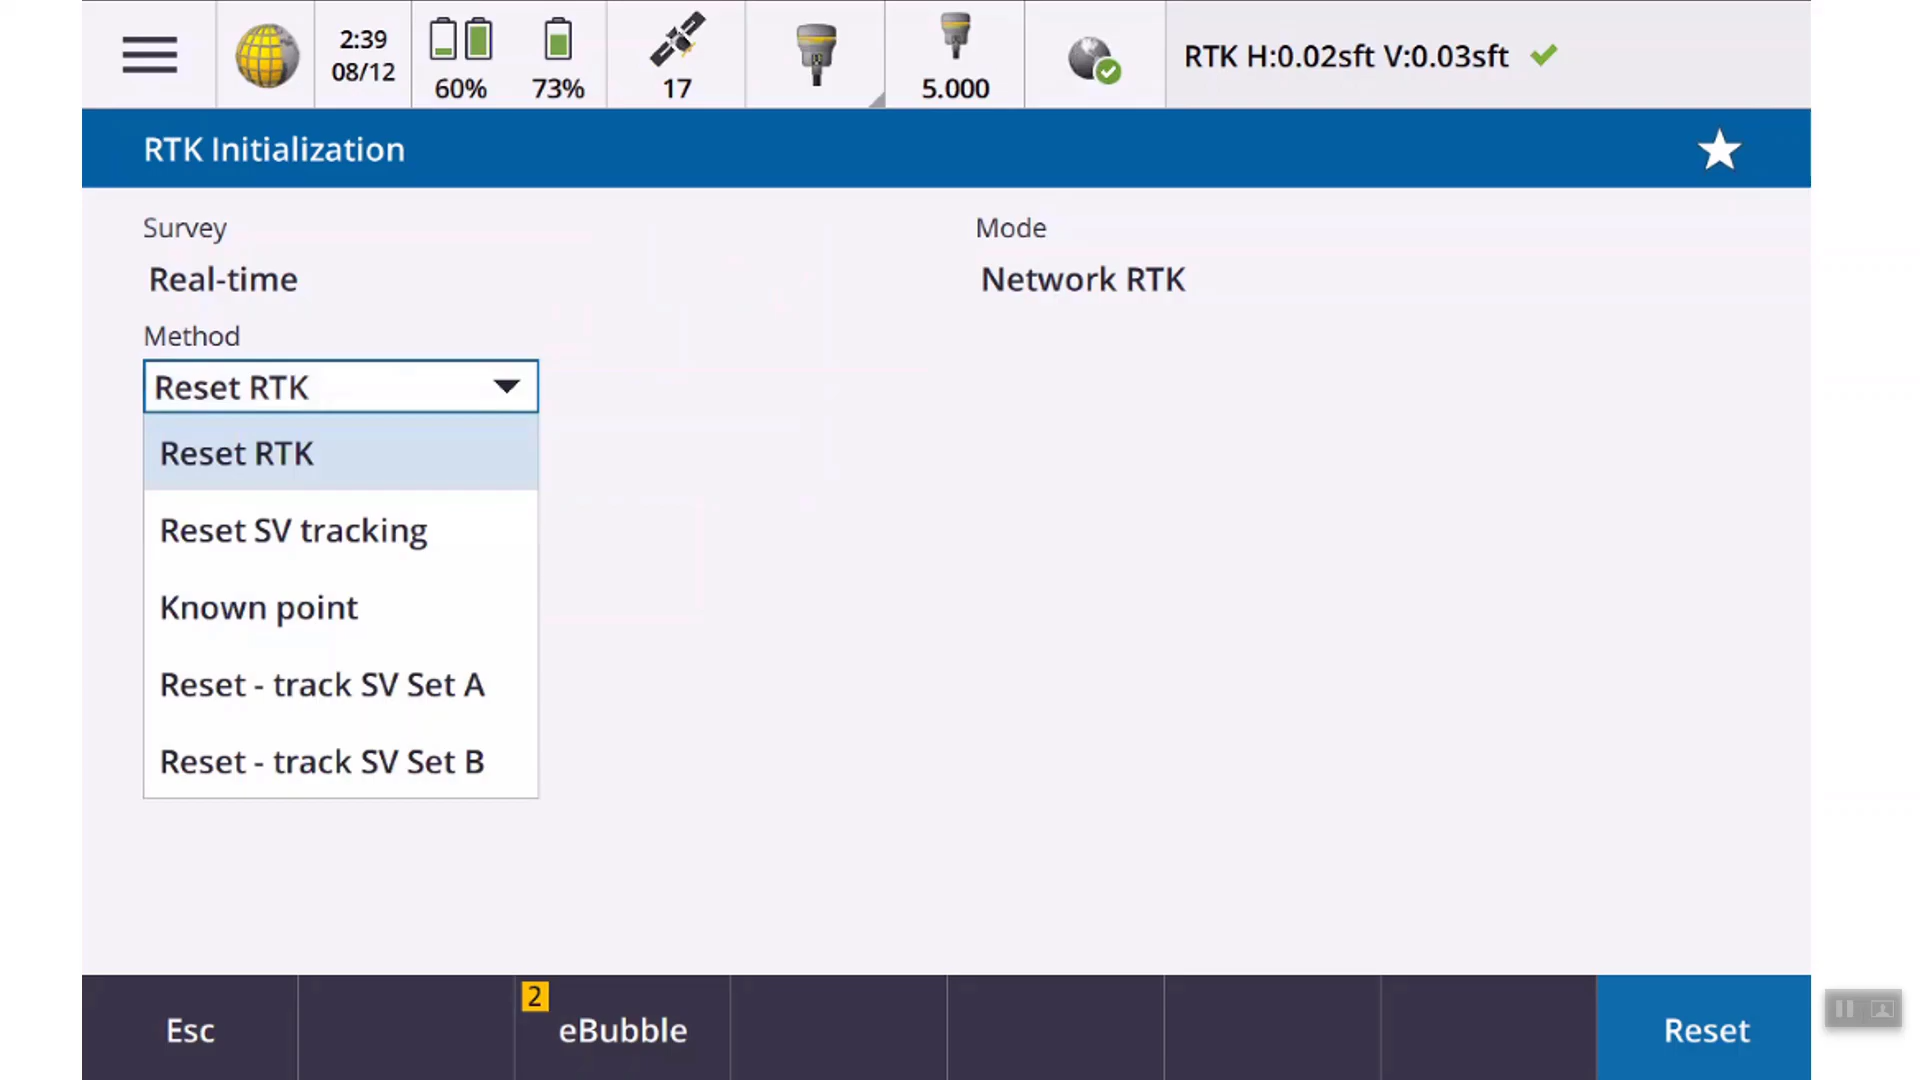 2:39
08/12
60%
73%
17
5.000
RTK H:0.02sft V:0.03sft
RTK Initialization
Survey
Real-time
Mode
Network RTK
Method
Reset RTK
Reset RTK
Reset SV tracking
Known point
Reset - track SV Set A
Reset - track SV Set B
Esc
2
eBubble
Reset